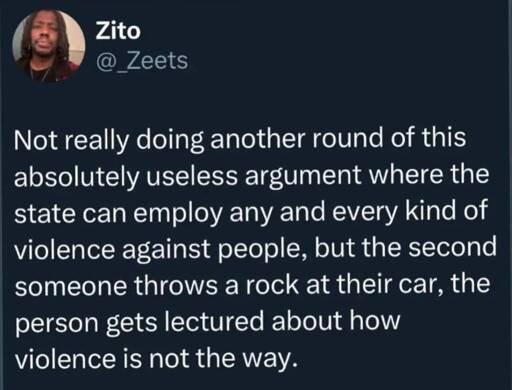 Zito
@_Zeets
Not really doing another round of this
absolutely useless argument where the
state can employ any and every kind of
violence against people, but the second
someone throws a rock at their car, the
person gets lectured about how
violence is not the way.